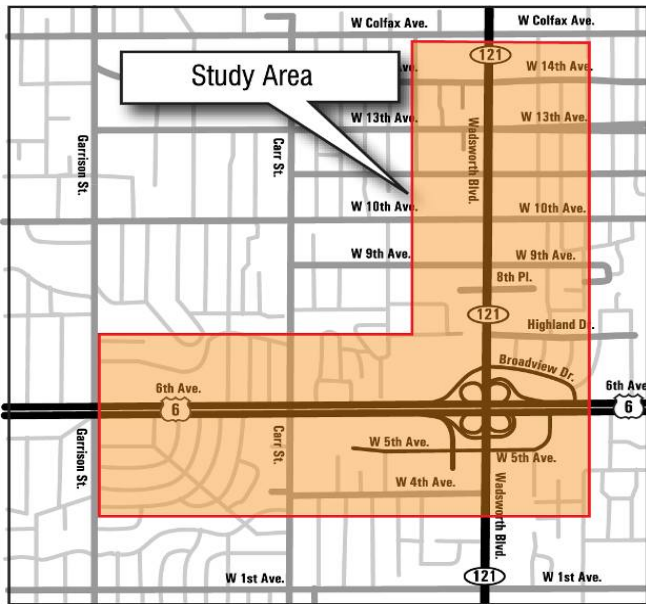 W Colfax Ave.
W Colfax Ave.
121
Study Area
Ave.
W 14th Ave.
W 13th Ave.
W 13th Ave.
Garrison St.
Carr St.
Wadsworth Blvd.
W 10th Ave.
W 10th Ave.
W 9th Ave.
W 9th Ave.
8th Pl.
121
Highland Dr.
Broadview Dr.
6th Ave.
6th Ave.
6
6
Garrison St.
Carr St.
W 5th Ave.
W 5th Ave.
W 4th Ave.
Wadsworth Blvd.
W 1st Ave.
121
W 1st Ave.